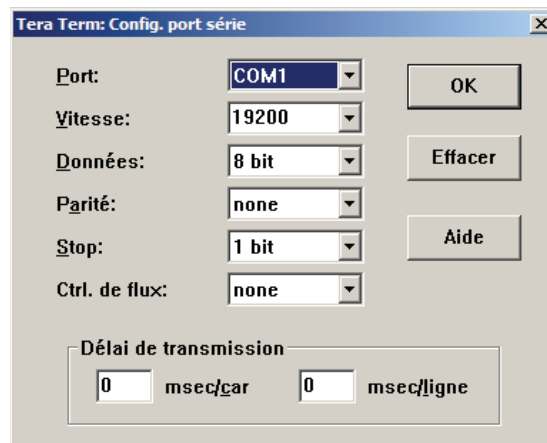 Tera Term: Config. port série
Port: COM1
OK
Vitesse: 19200
Données: 8 bit
Effacer
Parité: none
Stop: 1 bit
Aide
Ctrl. de flux: none
Délai de transmission
0 msec/car 0 msec/ligne